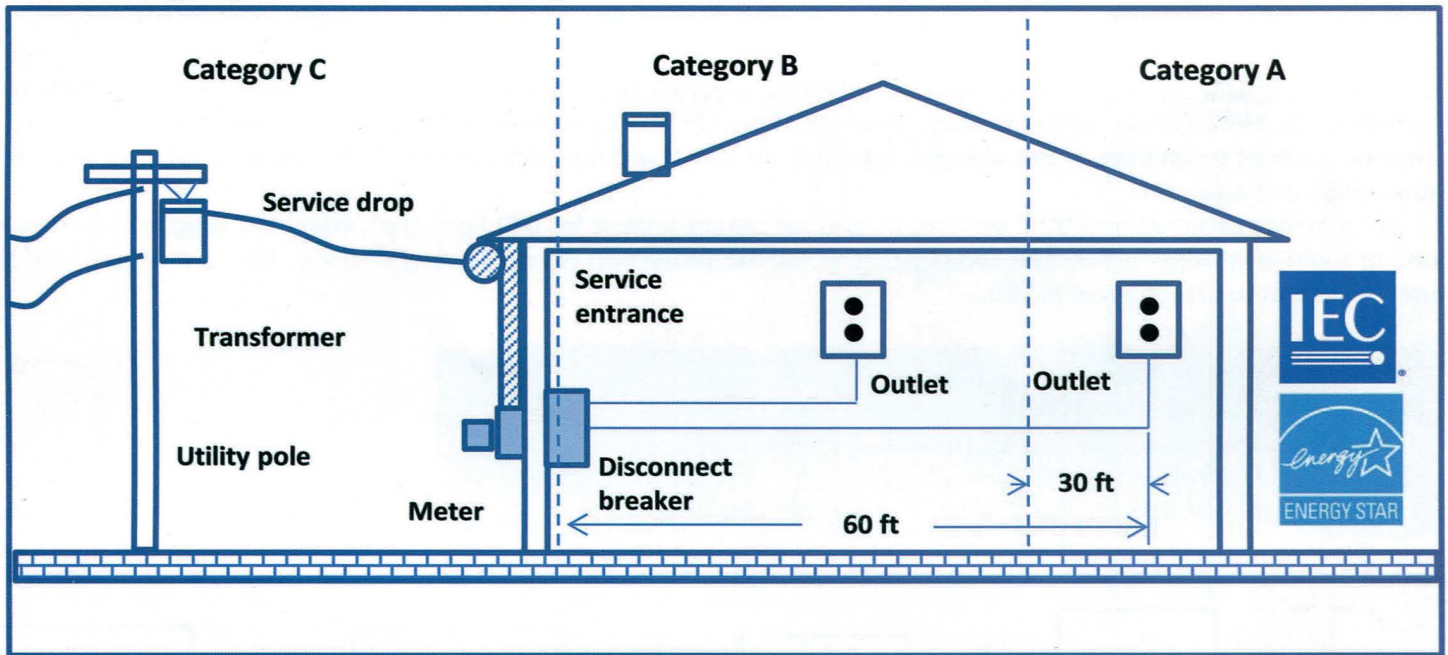 Category C
Category B
Category A
Service drop
Service
entrance
Transformer
Outlet
Outlet
IEC
®
Utility pole
Disconnect
breaker
Meter
30 ft
60 ft
energy
ENERGY STAR